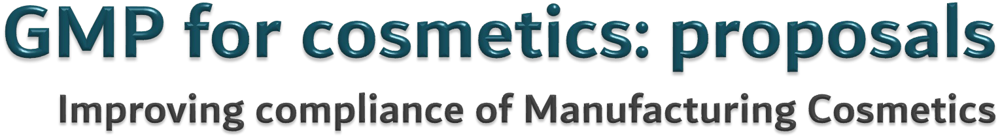 GMP for cosmetics: proposals
Improving compliance of Manufacturing Cosmetics